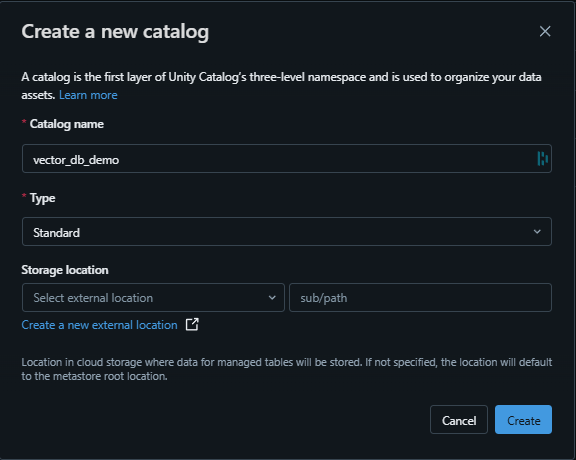 Create a new catalog
A catalog is the first layer of Unity Catalog's three-level namespace and is used to organize your data
assets. Learn more
* Catalog name
vector_db_demo
* Type
Standard
Storage location
Select external location
sub/path
Create a new external location
Location in cloud storage where data for managed tables will be stored. If not specified, the location will default
to the metastore root location.
Cancel
Create